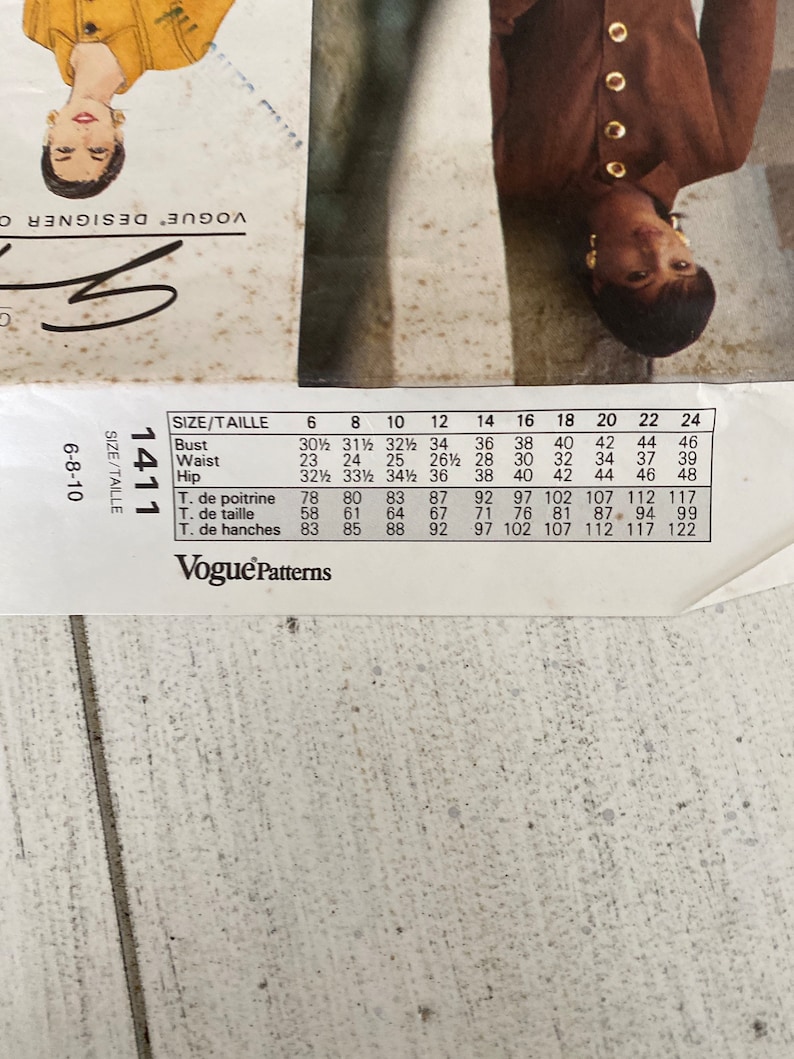 VOGUE® DESIGNER O
G
1411
SIZE/TAILLE
6-8-10
SIZE/TAILLE 6 8 10 12 14 16 18 20 22 24
Bust 30½ 31½ 32½ 34 36 38 40 42 44 46
Waist 23 24 25 26½ 28 30 32 34 37 39
Hip 32½ 33½ 34½ 36 38 40 42 44 46 48
T. de poitrine 78 80 83 87 92 97 102 107 112 117
T. de taille 58 61 64 67 71 76 81 87 94 99
T. de hanches 83 85 88 92 97 102 107 112 117 122
Vogue® Patterns